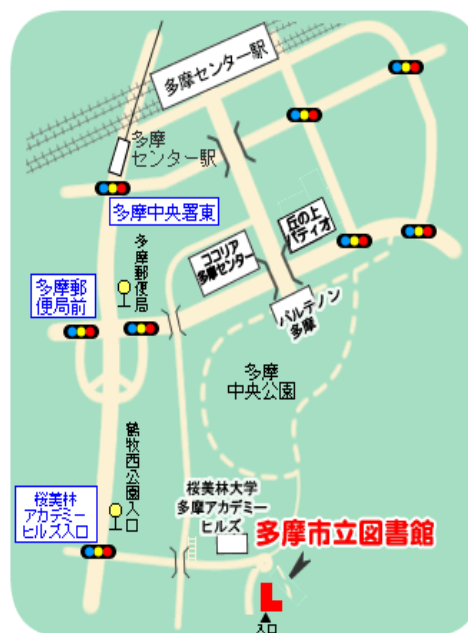 多摩センター駅
多摩
センター駅
多摩中央署東
多摩郵便局
多摩郵
便局前
ココリア
多摩センター
丘の上
パティオ
パルテノン
多摩
多摩
中央公園
鶴牧西公園入口
桜美林
アカデミー
ヒルズ入口
桜美林大学
多摩アカデミー
ヒルズ
多摩市立図書館
入口